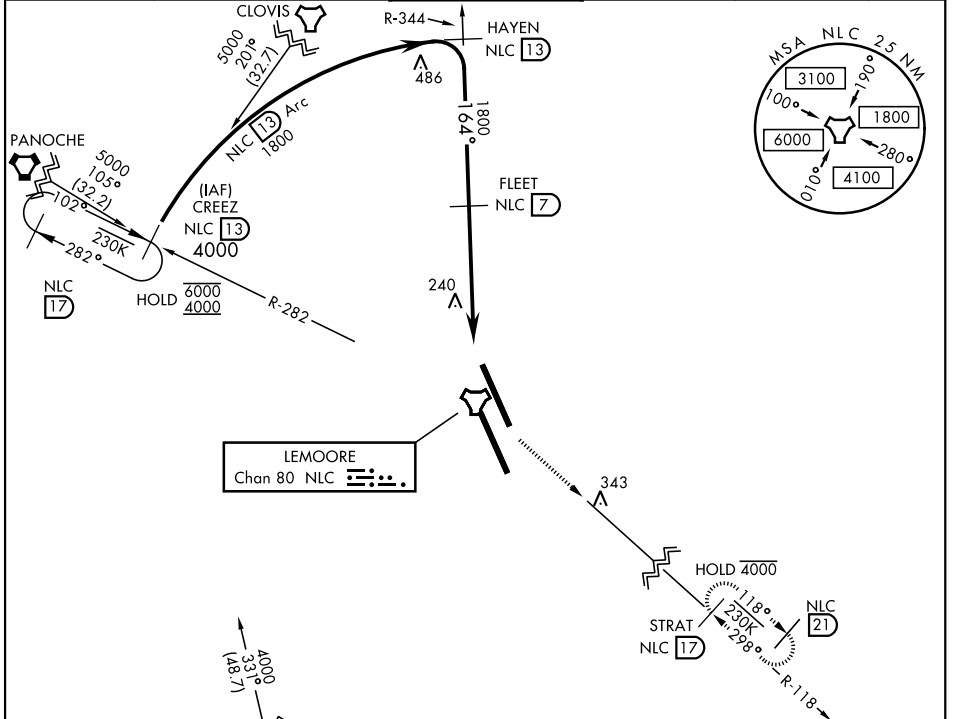 CLOVIS
5000
201°
(32.7)
R-344
HAYEN
NLC 13
486
NLC 13 Arc
1800
1800
164°
MSA NLC 25 NM
3100
190°
100°
1800
6000
280°
010°
4100
PANOCHE
5000
105°
(32.2)
102°
230K
282°
(IAF)
CREEZ
NLC 13
4000
FLEET
NLC 7
NLC
17
HOLD 6000
4000
R-282
240
LEMOORE
Chan 80 NLC
343
HOLD 4000
118°
230K
298°
NLC
21
STRAT
NLC 17
R-118
4000
331°
(48.7)